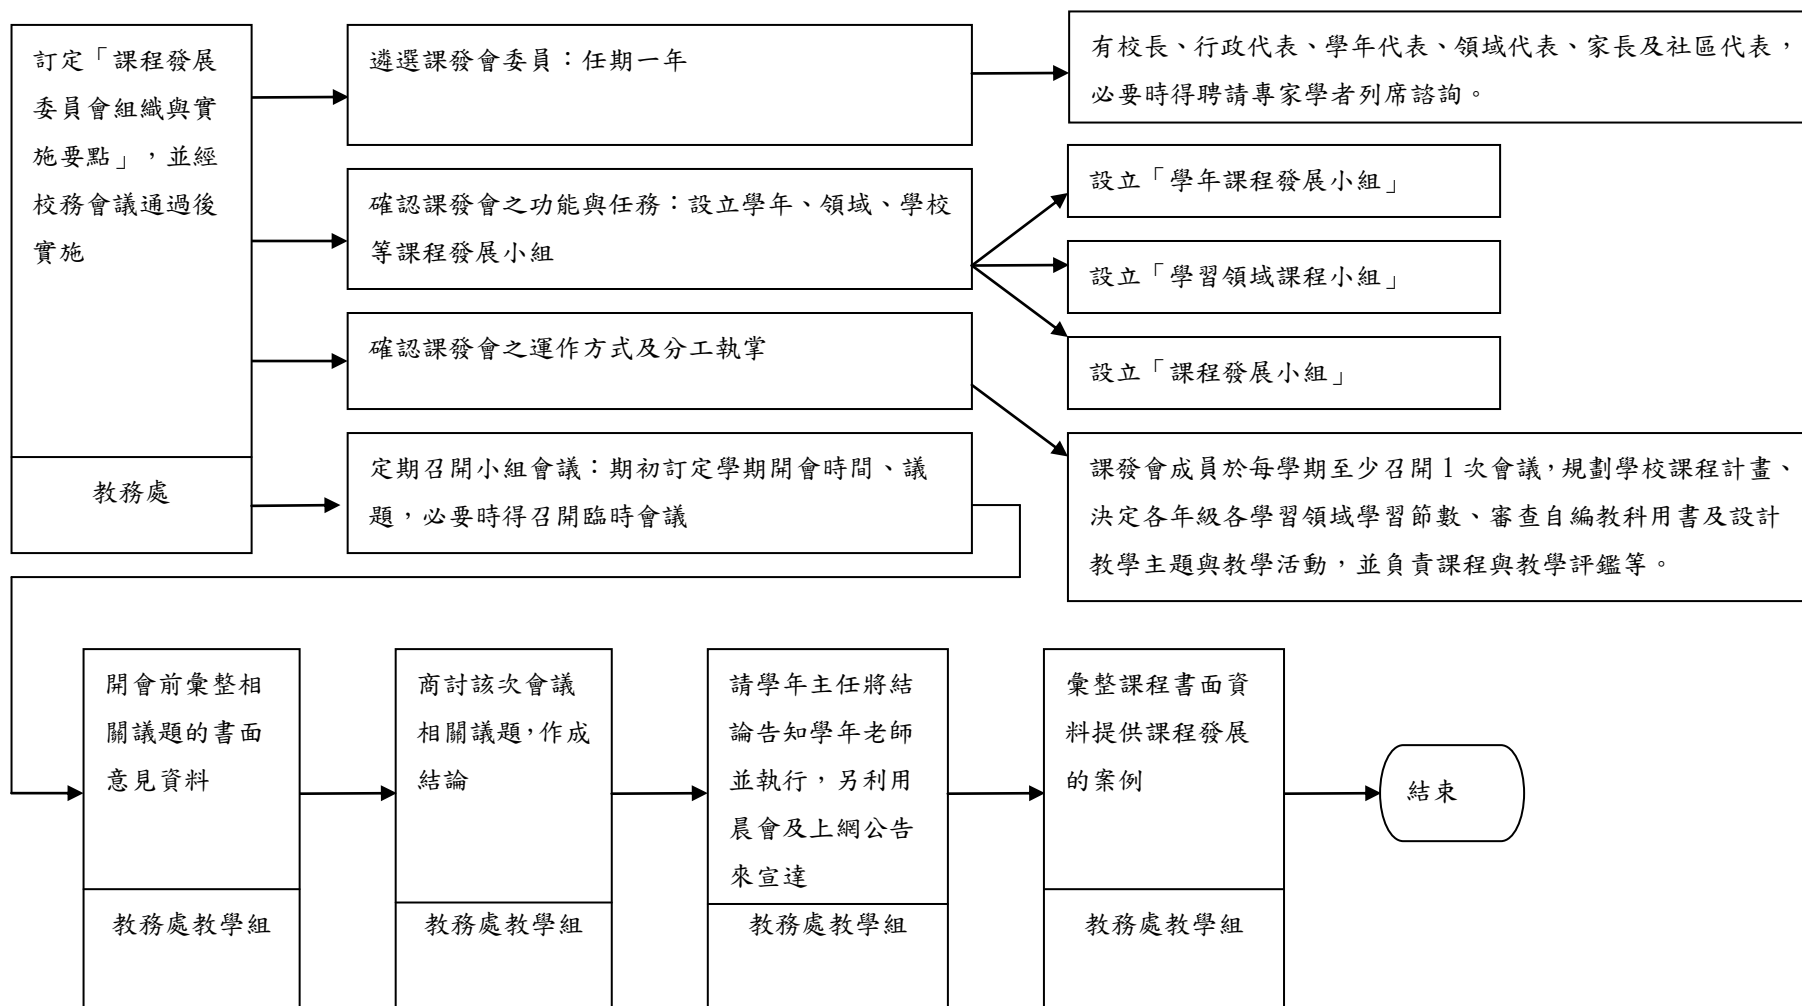 訂定「課程發展
委員會組織與實
施要點」，並經
校務會議通過後
實施
教務處
遴選課發會委員：任期一年
有校長、行政代表、學年代表、領域代表、家長及社區代表，
必要時得聘請專家學者列席諮詢。
確認課發會之功能與任務：設立學年、領域、學校
等課程發展小組
設立「學年課程發展小組」
設立「學習領域課程小組」
設立「課程發展小組」
確認課發會之運作方式及分工執掌
課發會成員於每學期至少召開 1 次會議，規劃學校課程計畫、
決定各年級各學習領域學習節數、審查自編教科用書及設計
教學主題與教學活動，並負責課程與教學評鑑等。
定期召開小組會議：期初訂定學期開會時間、議
題，必要時得召開臨時會議
開會前彙整相
關議題的書面
意見資料
教務處教學組
商討該次會議
相關議題，作成
結論
教務處教學組
請學年主任將結
論告知學年老師
並執行，另利用
晨會及上網公告
來宣達
教務處教學組
彙整課程書面資
料提供課程發展
的案例
教務處教學組
結束